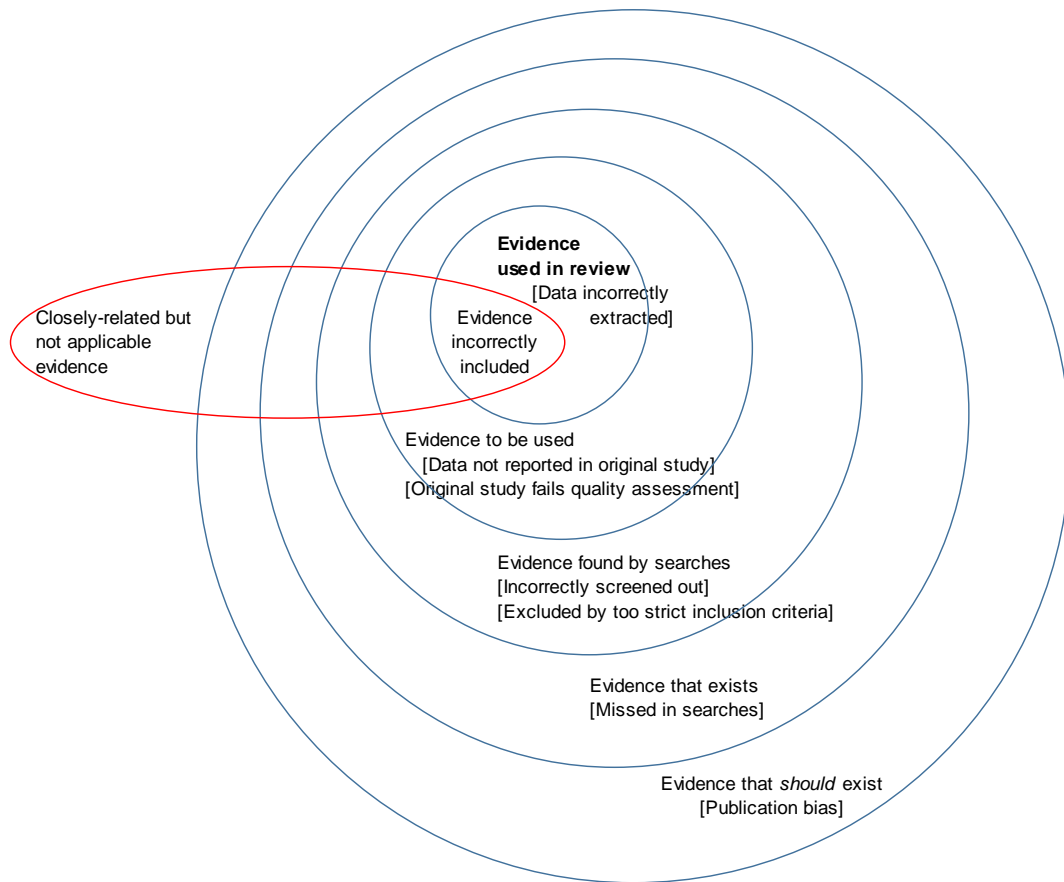 Evidence
used in review
[Data incorrectly
extracted]
Closely-related but
not applicable
evidence
Evidence
incorrectly
included
Evidence to be used
[Data not reported in original study]
[Original study fails quality assessment]
Evidence found by searches
[Incorrectly screened out]
[Excluded by too strict inclusion criteria]
Evidence that exists
[Missed in searches]
Evidence that should exist
[Publication bias]